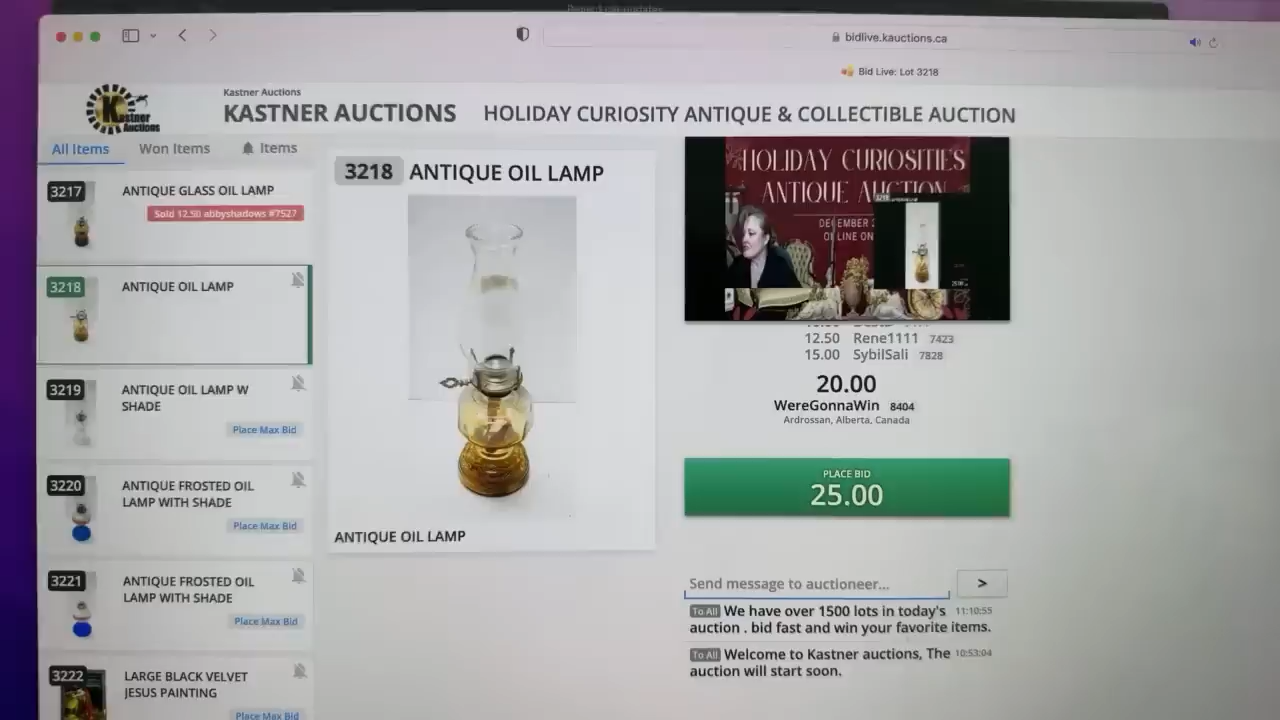 bidlive.kauctions.ca
Bid Live: Lot 3218
Kastner
Auctions
Kastner Auctions
KASTNER AUCTIONS
HOLIDAY CURIOSITY ANTIQUE & COLLECTIBLE AUCTION
All Items
Won Items
Items
3217
ANTIQUE GLASS OIL LAMP
Sold 12.50 abbyshadows #7527
3218
ANTIQUE OIL LAMP
3219
ANTIQUE OIL LAMP W
SHADE
Place Max Bid
3220
ANTIQUE FROSTED OIL
LAMP WITH SHADE
Place Max Bid
3221
ANTIQUE FROSTED OIL
LAMP WITH SHADE
Place Max Bid
3222
LARGE BLACK VELVET
JESUS PAINTING
Place Max Bid
3218 ANTIQUE OIL LAMP
ANTIQUE OIL LAMP
HOLIDAY CURIOSITIES
ANTIQUE AUCTION
DECEMBER
LINE ON
12.50 Rene1111 7423
15.00 SybilSali 7828
20.00
WereGonnaWin 8404
Ardrossan, Alberta, Canada
PLACE BID
25.00
Send message to auctioneer...
>
To All We have over 1500 lots in today's 11:10:55
auction . bid fast and win your favorite items.
To All Welcome to Kastner auctions, The 10:53:04
auction will start soon.